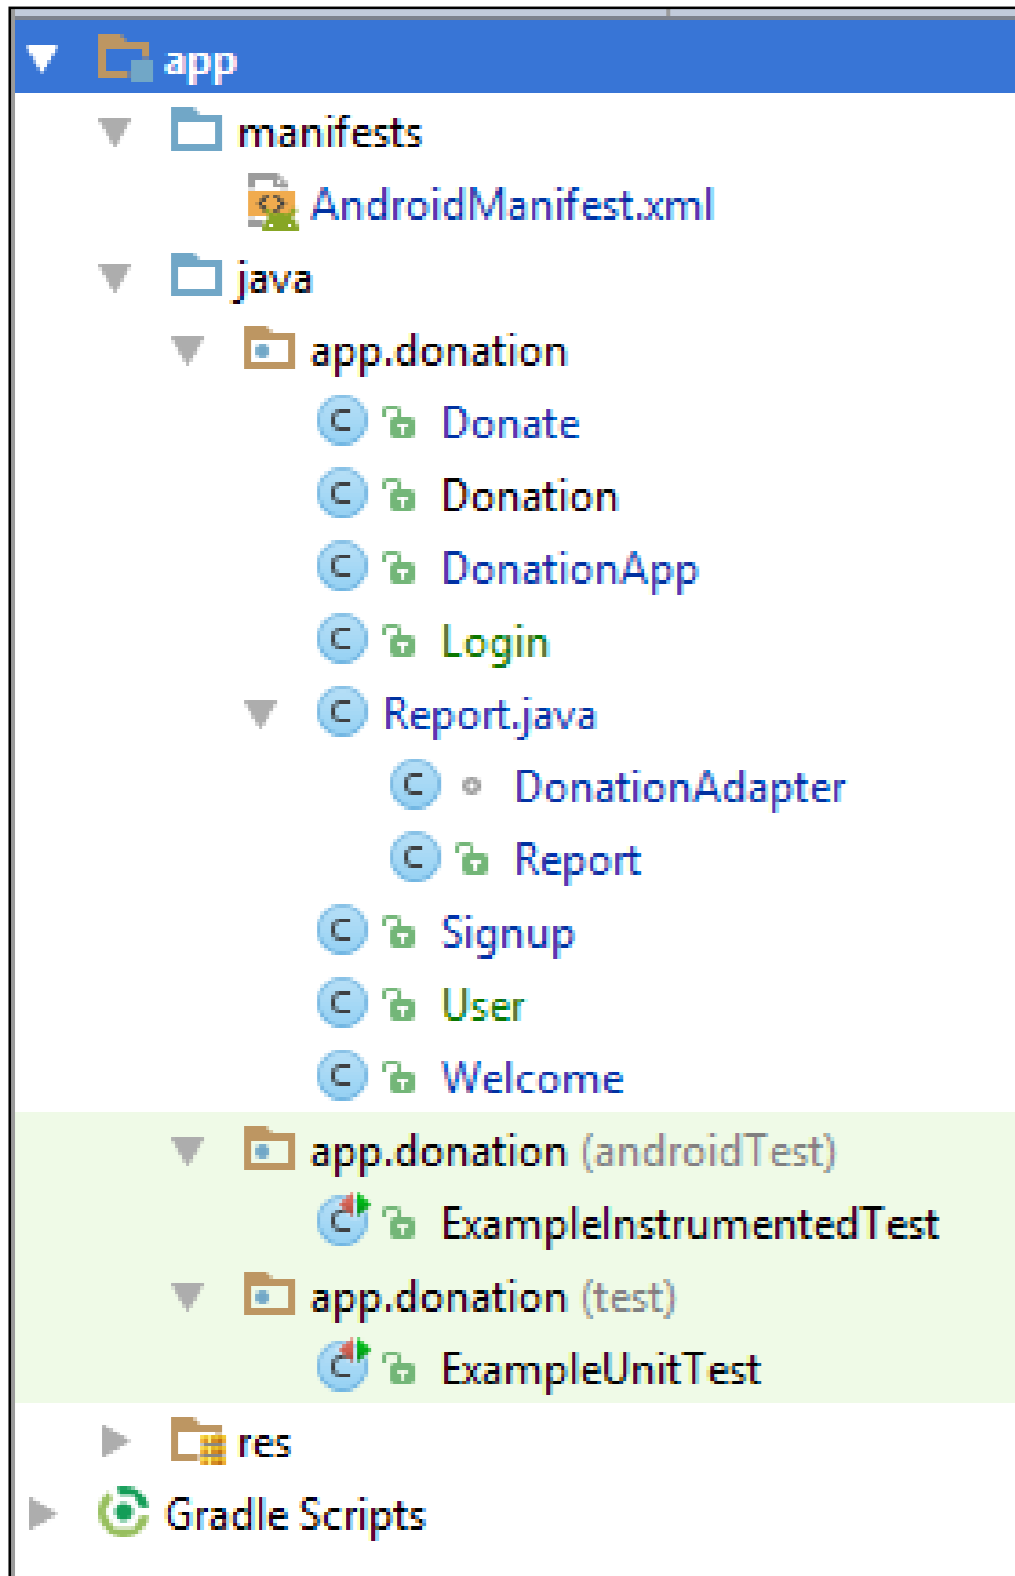 app
manifests
AndroidManifest.xml
java
app.donation
Donate
Donation
DonationApp
Login
Report.java
DonationAdapter
Report
Signup
User
Welcome
app.donation (androidTest)
ExampleInstrumentedTest
app.donation (test)
ExampleUnitTest
res
Gradle Scripts